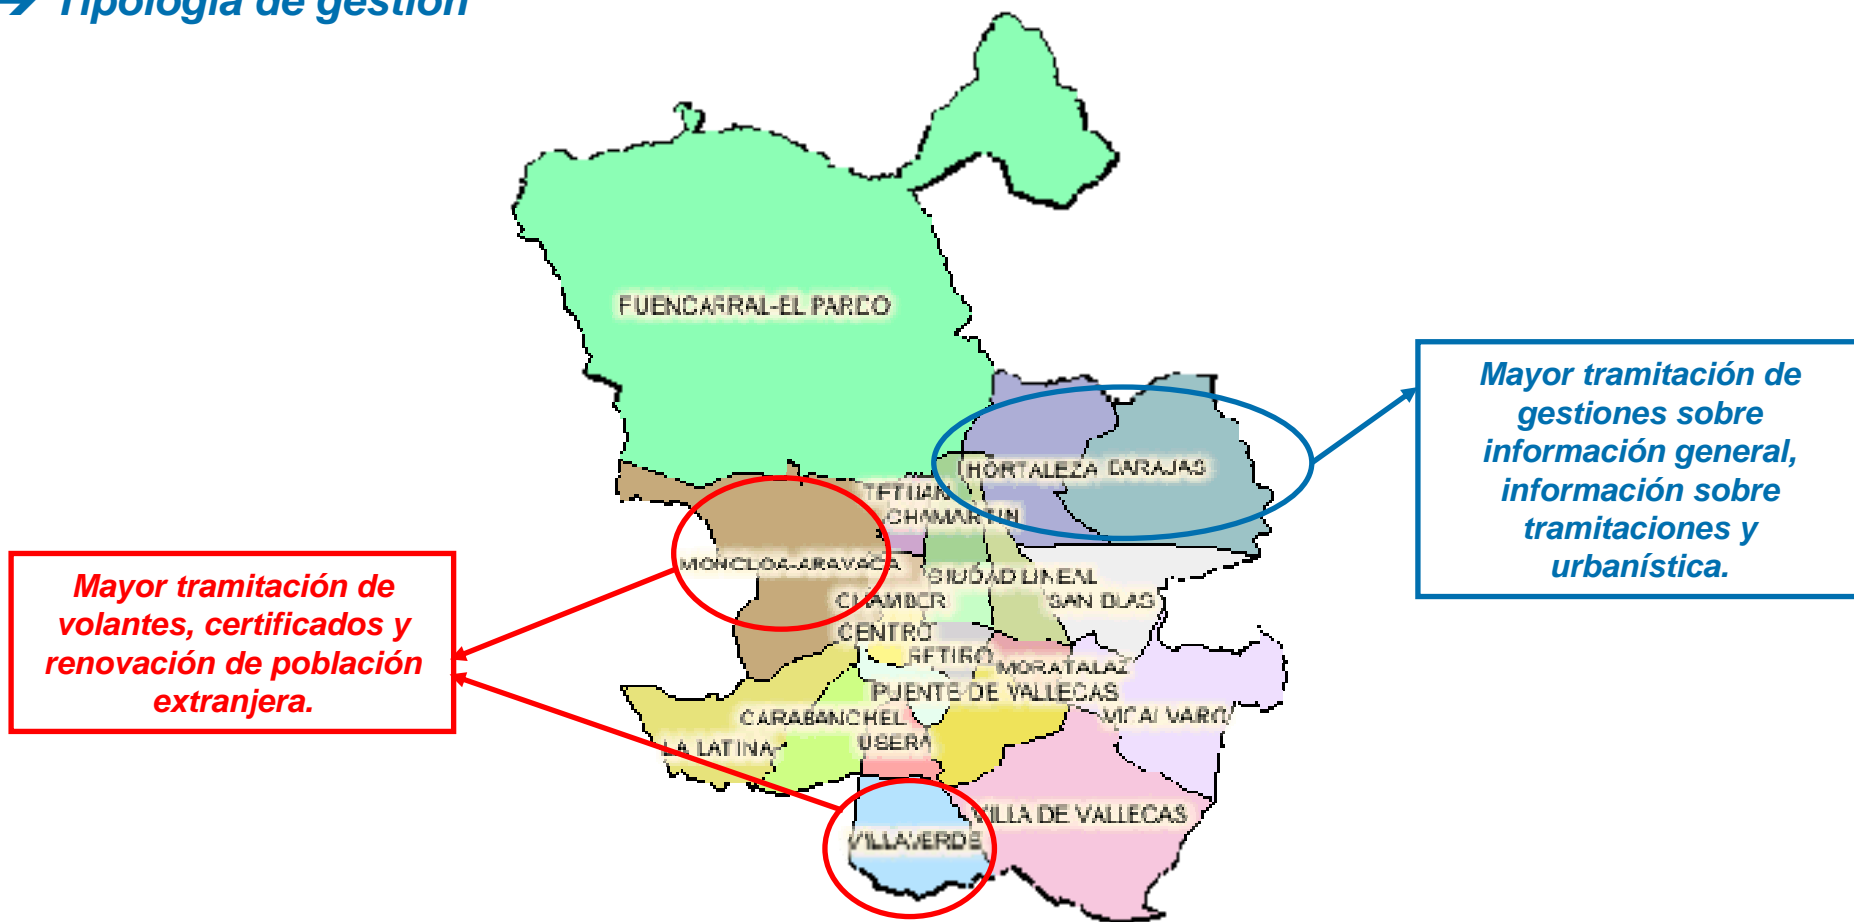 → Tipología de gestión
FUENCARRAL-EL PARDO
Mayor tramitación de
gestiones sobre
información general,
información sobre
tramitaciones y
urbanística.
HORTALEZA BARAJAS
TETUAN
CHAMARTIN
MONCLOA-ARAVACA
CIUDAD LINEAL
CHAMBER
SAN BLAS
CENTRO
RETIRO
MORATALAZ
PUENTE DE VALLECAS
CARABANCHEL
VICALVARO
USERA
LA LATINA
Mayor tramitación de
volantes, certificados y
renovación de población
extranjera.
VILLA DE VALLECAS
VILLAVERDE